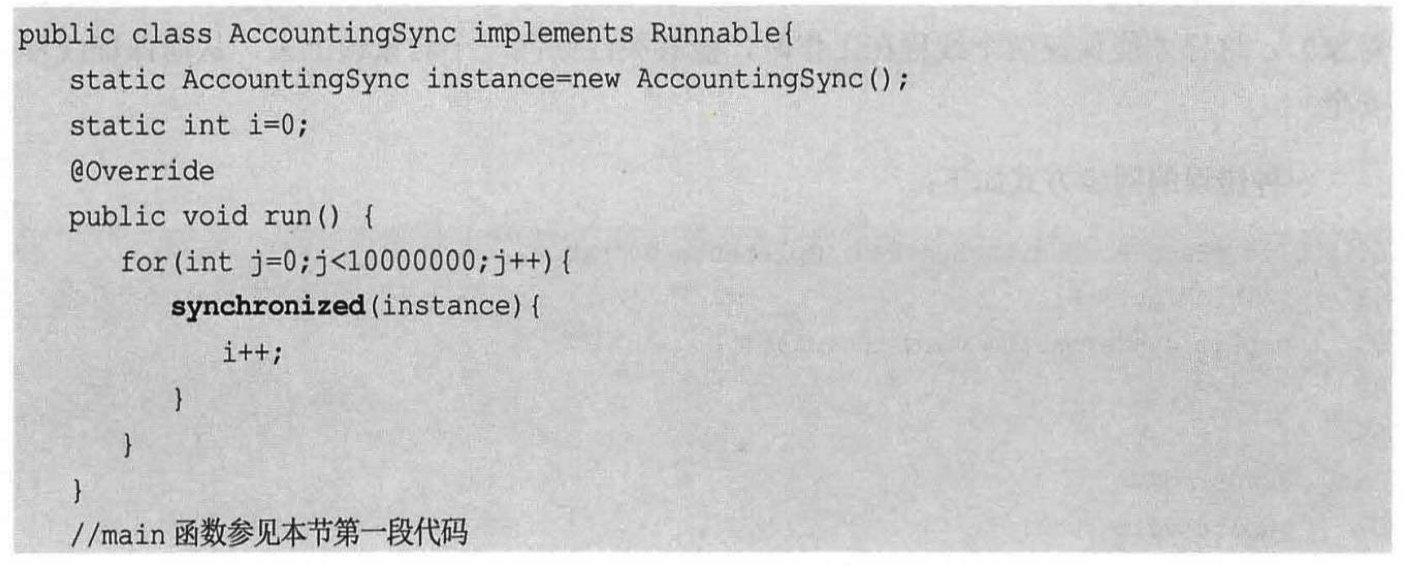 public class AccountingSync implements Runnable{
static AccountingSync instance=new AccountingSync();
static int i=0;
@Override
public void run() {
for(int j=0;j<10000000;j++){
synchronized(instance){
i++;
}
}
}
//main 函数参见本节第一段代码